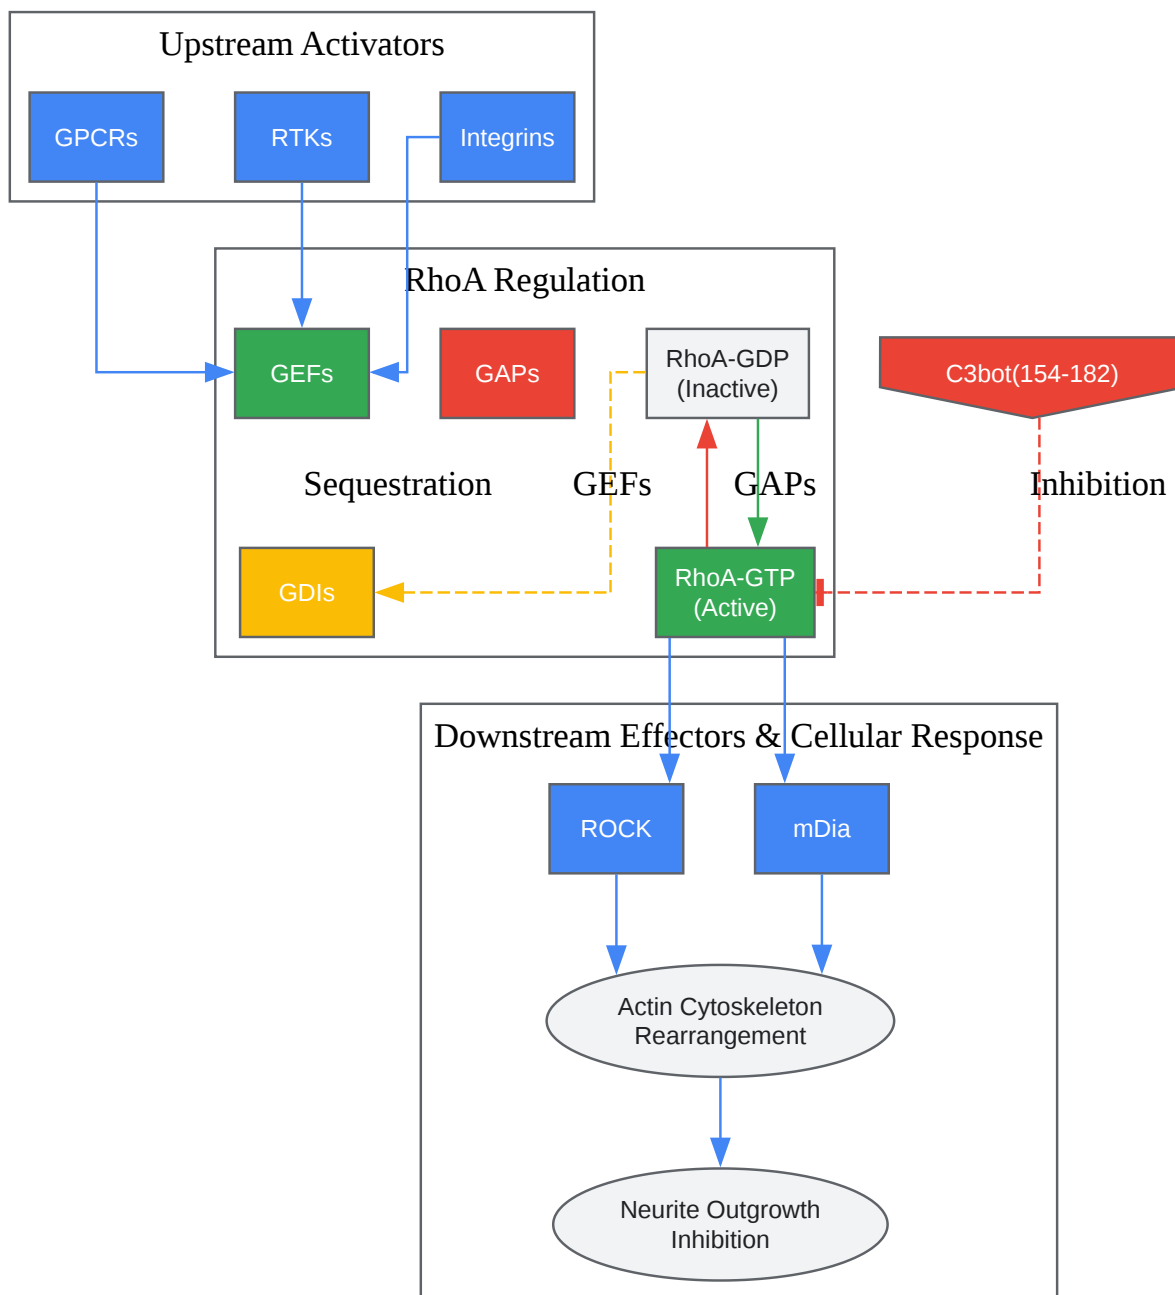 Upstream Activators
GPCRs
RTKs
Integrins
RhoA Regulation
GEFs
GAPs
RhoA-GDP
(Inactive)
C3bot(154-182)
Sequestration
GEFs
GAPs
Inhibition
GDIs
RhoA-GTP
(Active)
Downstream Effectors & Cellular Response
ROCK
mDia
Actin Cytoskeleton
Rearrangement
Neurite Outgrowth
Inhibition